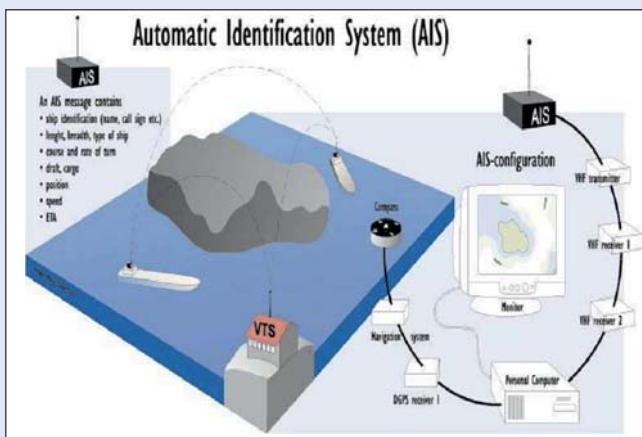 Automatic Identification System (AIS)
AIS
An AIS message contains
• ship identification (name, call sign etc.)
• lenght, breadth, type of ship
• course and rate of turn
• draft, cargo
• position
• speed
• ETA
VTS
AIS
AIS-configuration
VHF transmitter
VHF receiver 1
VHF receiver 2
Compass
Monitor
Navigation system
DGPS receiver 1
Personal Computer